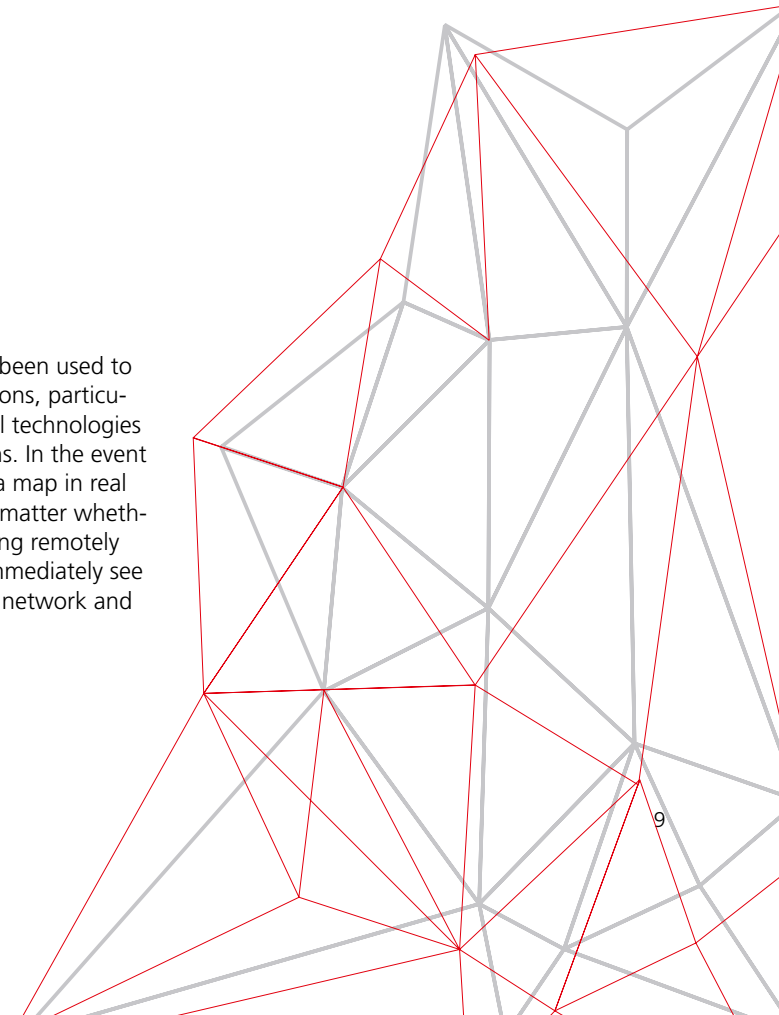 been used to
ons, particu-
l technologies
ns. In the event
a map in real
matter wheth-
ng remotely
mmediately see
network and
9